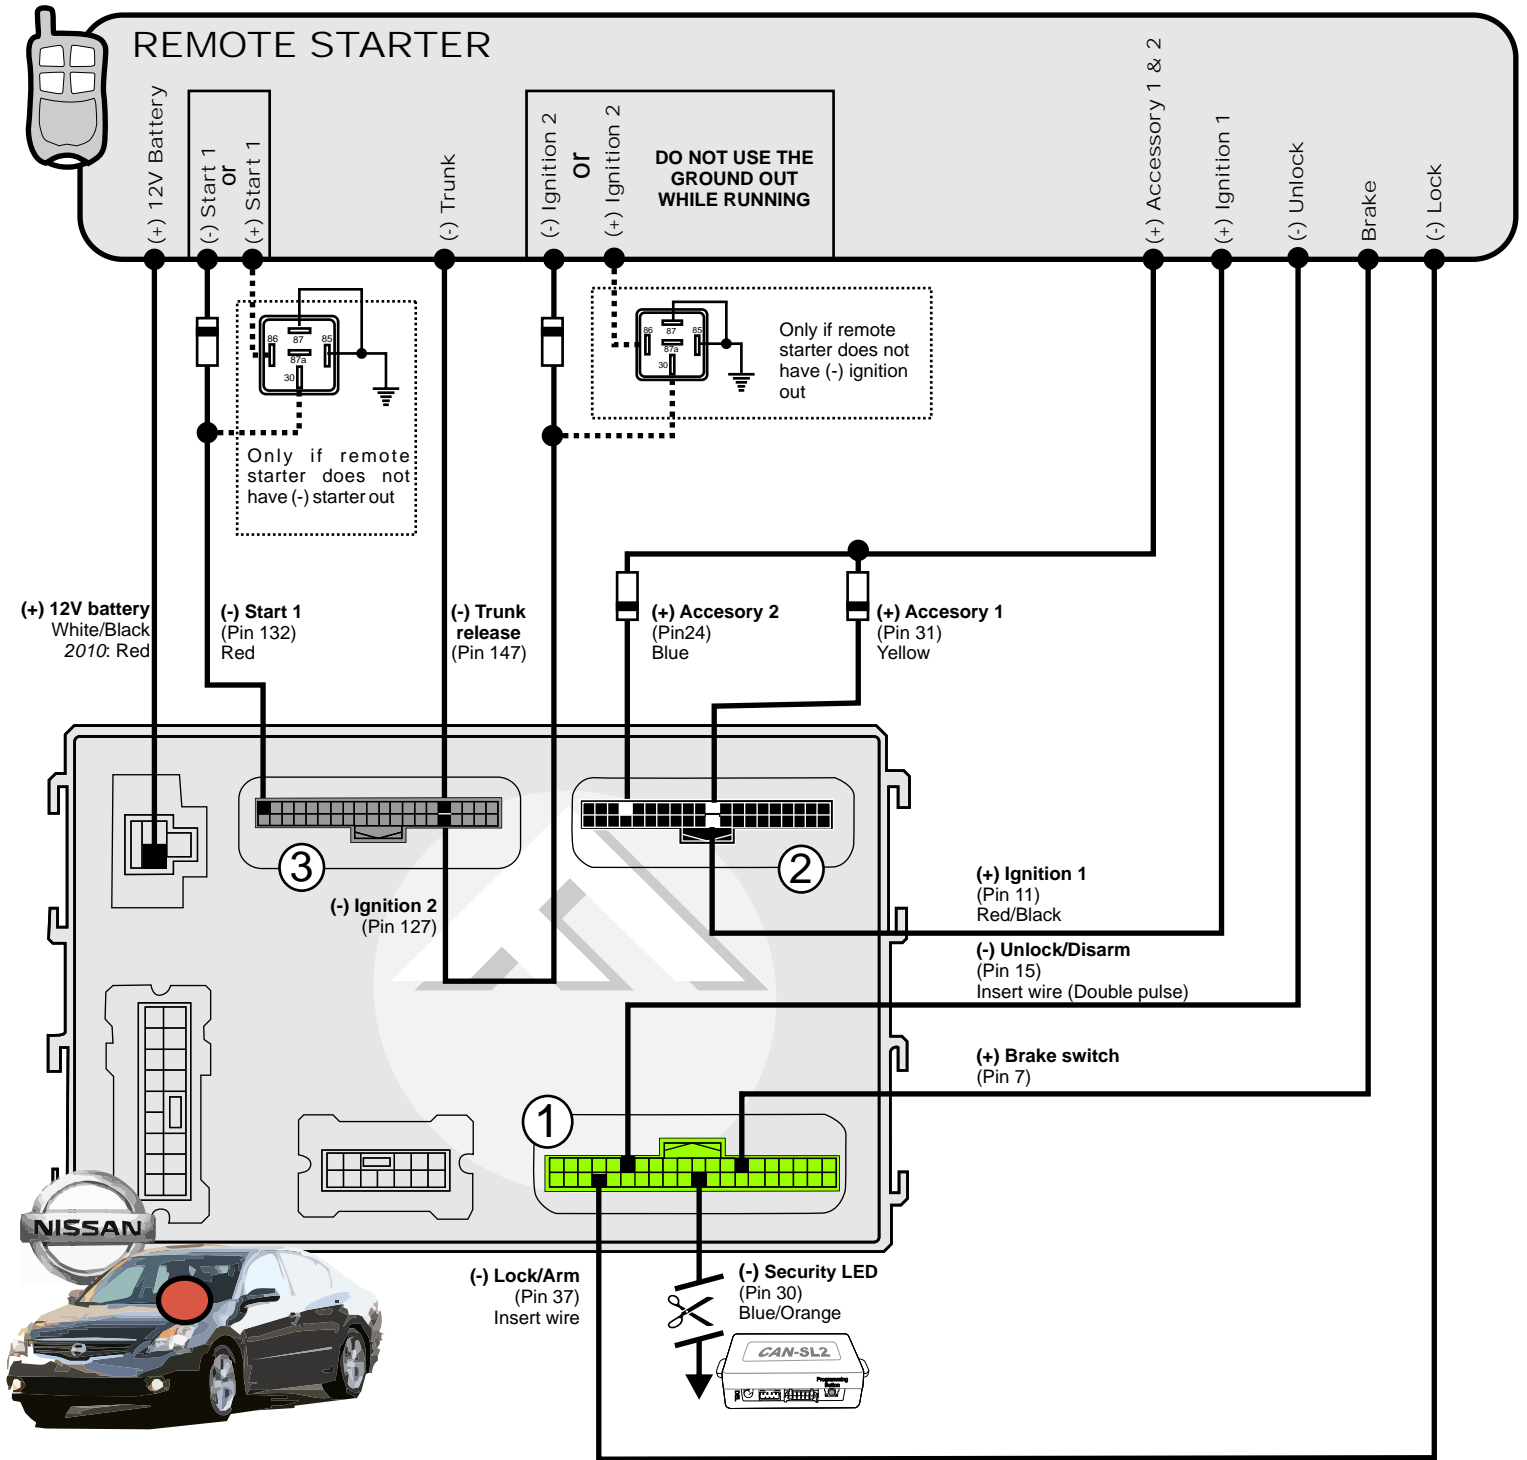 REMOTE STARTER
(+) 12V Battery
(-) Start 1
or
(+) Start 1
(-) Trunk
(-) Ignition 2
or
(+) Ignition 2
DO NOT USE THE
GROUND OUT
WHILE RUNNING
(+) Accessory 1 & 2
(+) Ignition 1
(-) Unlock
Brake
(-) Lock
86
87
85
87a
30
Only if remote
starter does not
have (-) starter out
86
87
85
87a
30
Only if remote
starter does not
have (-) ignition
out
(+) 12V battery
White/Black
2010: Red
(-) Start 1
(Pin 132)
Red
(-) Trunk
release
(Pin 147)
(+) Accesory 2
(Pin24)
Blue
(+) Accesory 1
(Pin 31)
Yellow
3
2
(-) Ignition 2
(Pin 127)
(+) Ignition 1
(Pin 11)
Red/Black
(-) Unlock/Disarm
(Pin 15)
Insert wire (Double pulse)
(+) Brake switch
(Pin 7)
1
NISSAN
(-) Lock/Arm
(Pin 37)
Insert wire
(-) Security LED
(Pin 30)
Blue/Orange
CAN-SL2
Programming
Button